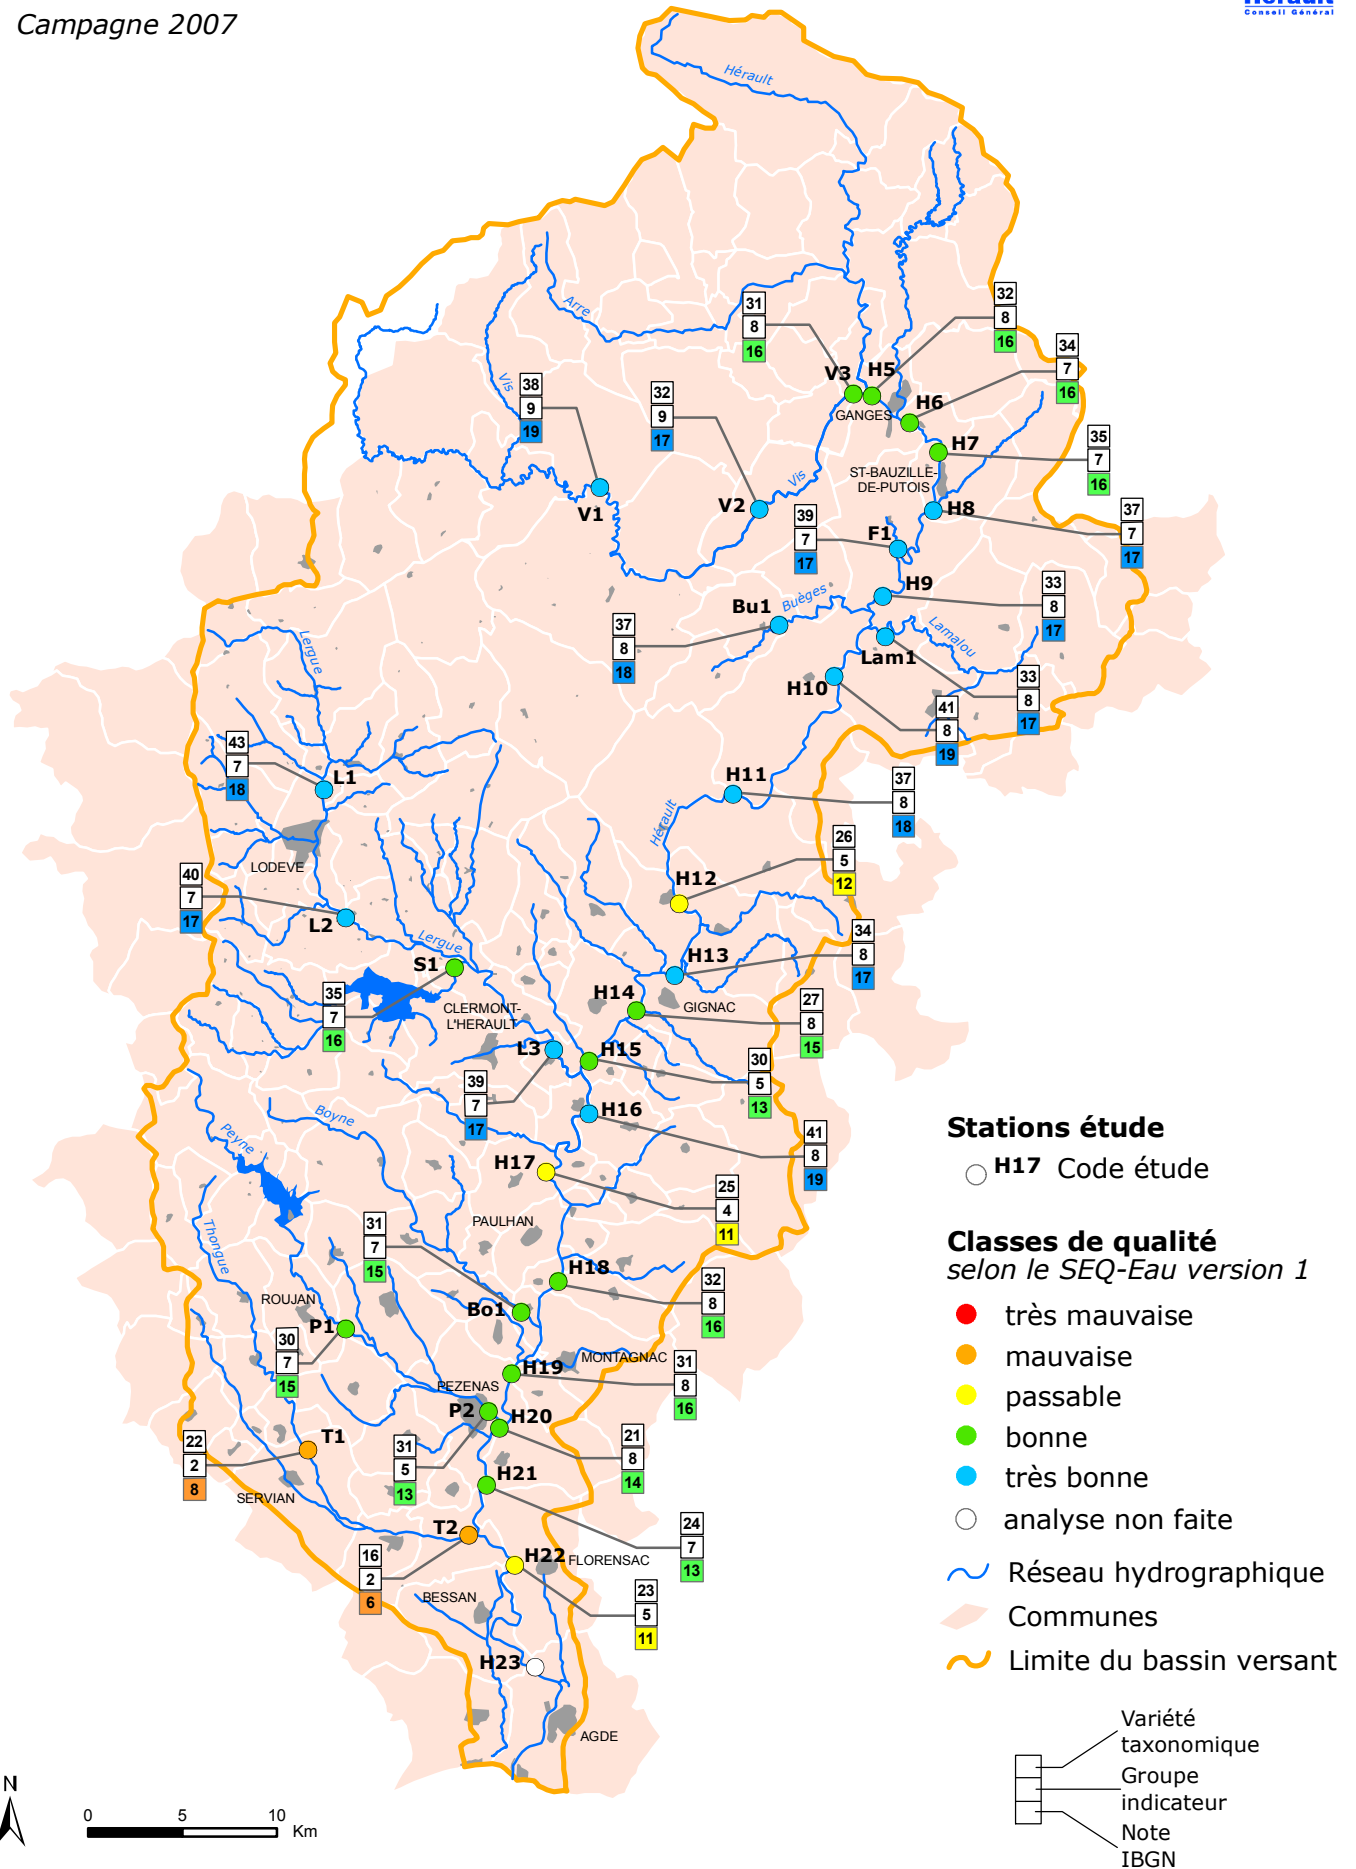 Campagne 2007
Hérault
Conseil Général
Hérault
Arre
Vis
31
8
16
32
8
16
34
7
16
V3
H5
H6
GANGES
38
9
19
32
9
17
H7
35
7
16
ST-BAUZILLE-
DE-PUTOIS
Vis
V1
V2
H8
39
7
17
37
7
17
F1
H9
33
8
17
Bu1
Buèges
37
8
18
Lamalou
Lam1
33
8
17
H10
41
8
19
Lergue
43
7
18
L1
H11
37
8
18
Hérault
LODEVE
26
5
12
H12
40
7
17
L2
Lergue
34
8
17
H13
S1
35
7
16
CLERMONT-
L'HERAULT
H14
GIGNAC
27
8
15
L3
H15
30
5
13
39
7
17
H16
41
8
19
Boyne
Peyne
H17
25
4
11
Thongue
PAULHAN
31
7
15
H18
32
8
16
ROUJAN
Bo1
P1
30
7
15
MONTAGNAC
H19
31
8
16
PEZENAS
P2
H20
21
8
14
T1
22
2
8
31
5
13
SERVIAN
H21
24
7
13
T2
H22
FLORENSAC
16
2
6
BESSAN
23
5
11
H23
AGDE
Stations étude
H17 Code étude
Classes de qualité
selon le SEQ-Eau version 1
très mauvaise
mauvaise
passable
bonne
très bonne
analyse non faite
Réseau hydrographique
Communes
Limite du bassin versant
Variété
taxonomique
Groupe
indicateur
Note
IBGN
N
0 5 10
Km